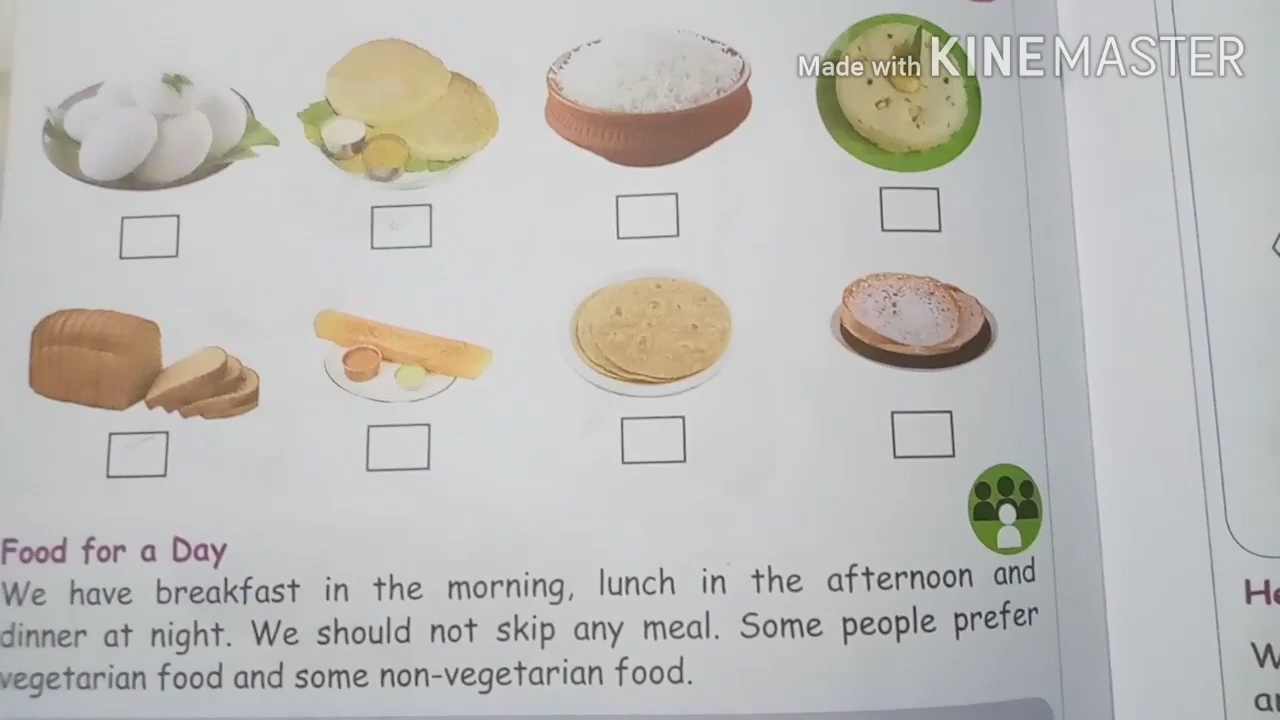 Made with KINEMASTER
Food for a Day
We have breakfast in the morning, lunch in the afternoon and
dinner at night. We should not skip any meal. Some people prefer
vegetarian food and some non-vegetarian food.
He
W